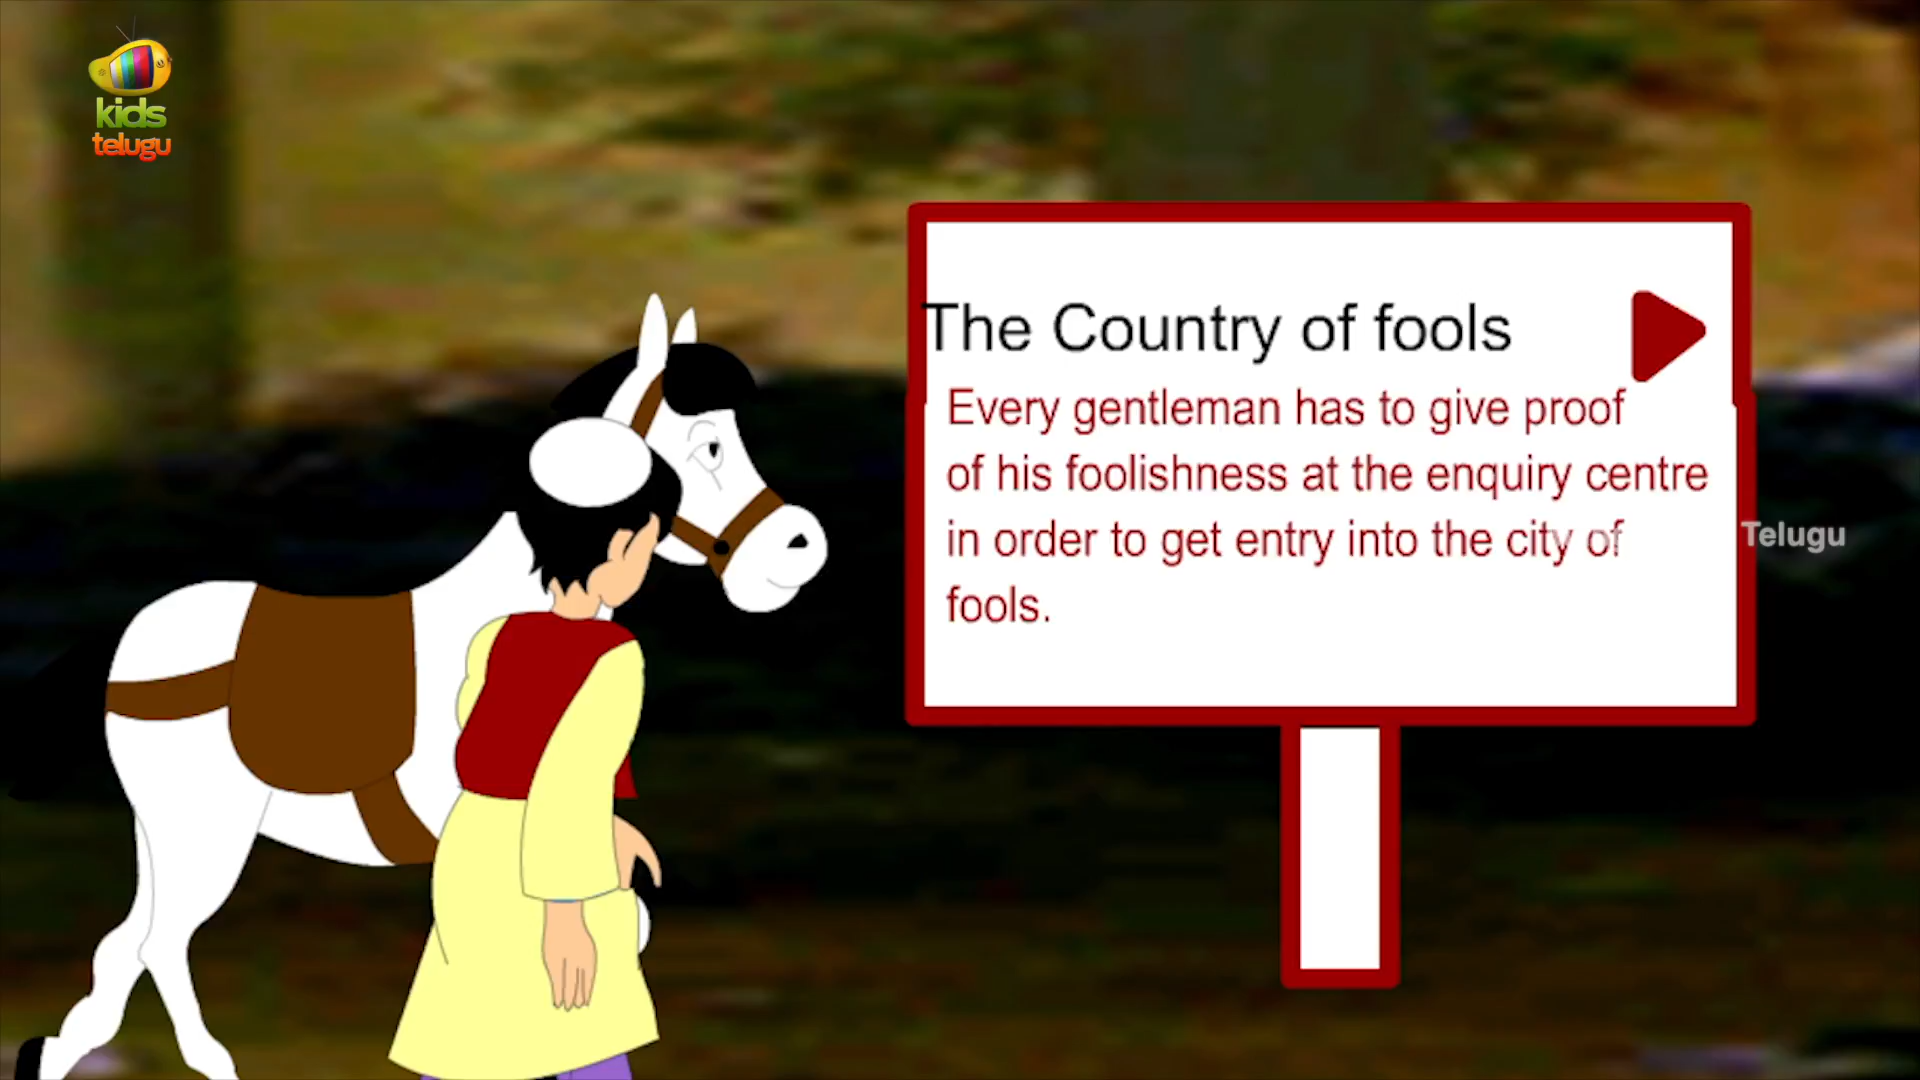 kids
telugu
The Country of fools
Every gentleman has to give proof
of his foolishness at the enquiry centre
in order to get entry into the city of
fools.
Telugu